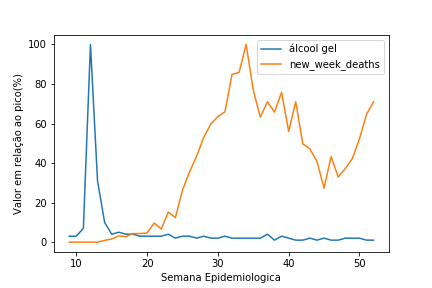 álcool gel
new_week_deaths
Valor em relação ao pico(%)
100
80
60
40
20
0
10
20
30
40
50
Semana Epidemiologica